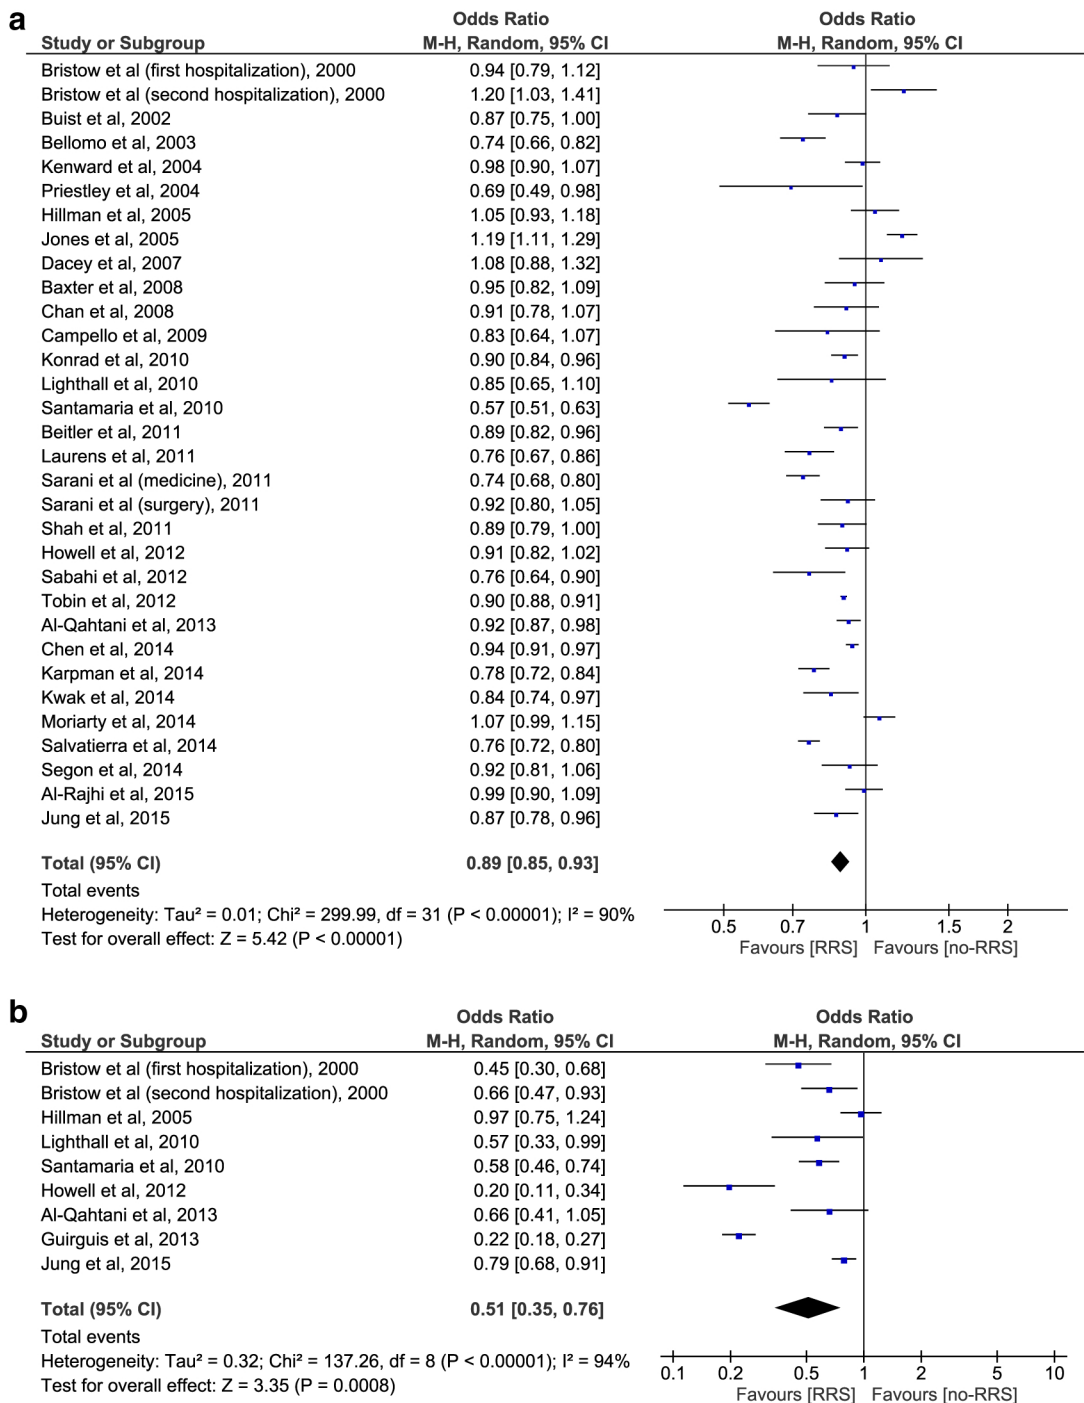 a
Odds Ratio Odds Ratio
Study or Subgroup M-H, Random, 95% CI M-H, Random, 95% CI
Bristow et al (first hospitalization), 2000 0.94 [0.79, 1.12]
Bristow et al (second hospitalization), 2000 1.20 [1.03, 1.41]
Buist et al, 2002 0.87 [0.75, 1.00]
Bellomo et al, 2003 0.74 [0.66, 0.82]
Kenward et al, 2004 0.98 [0.90, 1.07]
Priestley et al, 2004 0.69 [0.49, 0.98]
Hillman et al, 2005 1.05 [0.93, 1.18]
Jones et al, 2005 1.19 [1.11, 1.29]
Dacey et al, 2007 1.08 [0.88, 1.32]
Baxter et al, 2008 0.95 [0.82, 1.09]
Chan et al, 2008 0.91 [0.78, 1.07]
Campello et al, 2009 0.83 [0.64, 1.07]
Konrad et al, 2010 0.90 [0.84, 0.96]
Lighthall et al, 2010 0.85 [0.65, 1.10]
Santamaria et al, 2010 0.57 [0.51, 0.63]
Beitler et al, 2011 0.89 [0.82, 0.96]
Laurens et al, 2011 0.76 [0.67, 0.86]
Sarani et al (medicine), 2011 0.74 [0.68, 0.80]
Sarani et al (surgery), 2011 0.92 [0.80, 1.05]
Shah et al, 2011 0.89 [0.79, 1.00]
Howell et al, 2012 0.91 [0.82, 1.02]
Sabahi et al, 2012 0.76 [0.64, 0.90]
Tobin et al, 2012 0.90 [0.88, 0.91]
Al-Qahtani et al, 2013 0.92 [0.87, 0.98]
Chen et al, 2014 0.94 [0.91, 0.97]
Karpman et al, 2014 0.78 [0.72, 0.84]
Kwak et al, 2014 0.84 [0.74, 0.97]
Moriarty et al, 2014 1.07 [0.99, 1.15]
Salvatierra et al, 2014 0.76 [0.72, 0.80]
Segon et al, 2014 0.92 [0.81, 1.06]
Al-Rajhi et al, 2015 0.99 [0.90, 1.09]
Jung et al, 2015 0.87 [0.78, 0.96]
Total (95% CI) 0.89 [0.85, 0.93]
Total events
Heterogeneity: Tau² = 0.01; Chi² = 299.99, df = 31 (P < 0.00001); I² = 90%
Test for overall effect: Z = 5.42 (P < 0.00001)
0.5 0.7 1 1.5 2
Favours [RRS] Favours [no-RRS]
b
Odds Ratio Odds Ratio
Study or Subgroup M-H, Random, 95% CI M-H, Random, 95% CI
Bristow et al (first hospitalization), 2000 0.45 [0.30, 0.68]
Bristow et al (second hospitalization), 2000 0.66 [0.47, 0.93]
Hillman et al, 2005 0.97 [0.75, 1.24]
Lighthall et al, 2010 0.57 [0.33, 0.99]
Santamaria et al, 2010 0.58 [0.46, 0.74]
Howell et al, 2012 0.20 [0.11, 0.34]
Al-Qahtani et al, 2013 0.66 [0.41, 1.05]
Guirguis et al, 2013 0.22 [0.18, 0.27]
Jung et al, 2015 0.79 [0.68, 0.91]
Total (95% CI) 0.51 [0.35, 0.76]
Total events
Heterogeneity: Tau² = 0.32; Chi² = 137.26, df = 8 (P < 0.00001); I² = 94%
Test for overall effect: Z = 3.35 (P = 0.0008)
0.1 0.2 0.5 1 2 5 10
Favours [RRS] Favours [no-RRS]